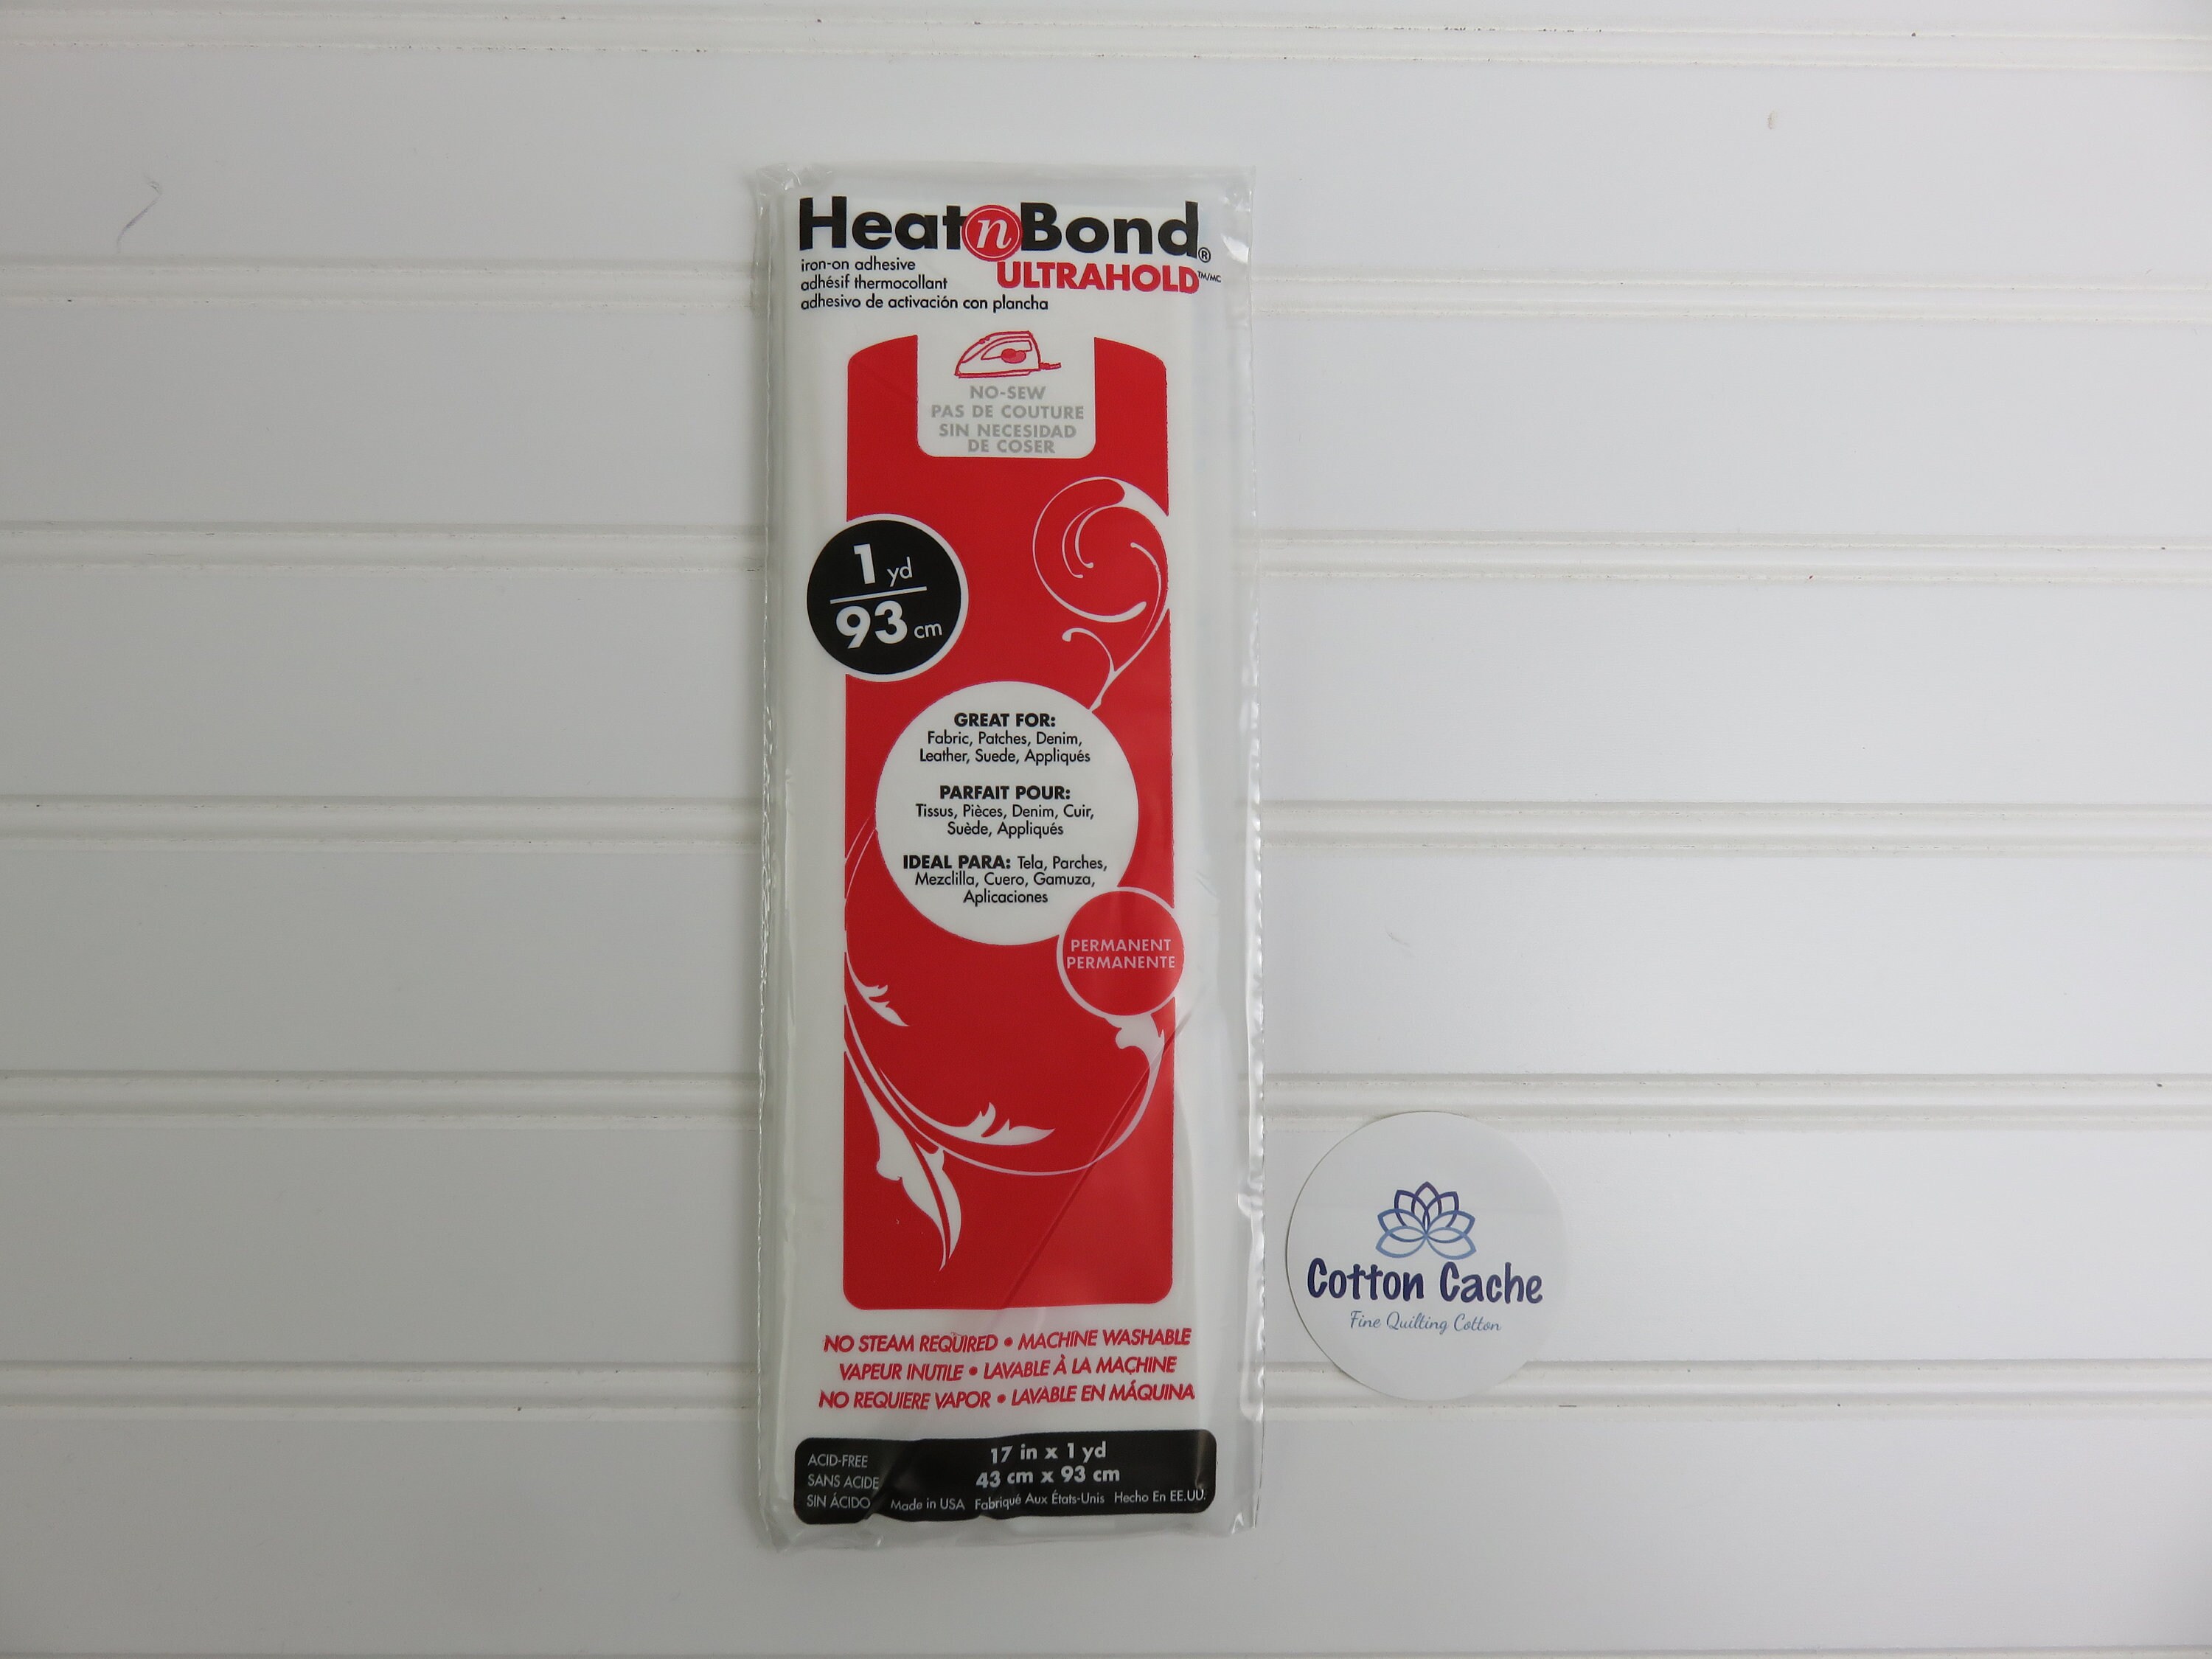 HeatnBond®
ULTRAHOLD™/MC
iron-on adhesive
adhésif thermocollant
adhesivo de activación con plancha
NO-SEW
PAS DE COUTURE
SIN NECESIDAD
DE COSER
1 yd
93 cm
GREAT FOR:
Fabric, Patches, Denim,
Leather, Suede, Appliqués
PARFAIT POUR:
Tissus, Pièces, Denim, Cuir,
Suède, Appliqués
IDEAL PARA: Tela, Parches,
Mezclilla, Cuero, Gamuza,
Aplicaciones
PERMANENT
PERMANENTE
NO STEAM REQUIRED • MACHINE WASHABLE
VAPEUR INUTILE • LAVABLE À LA MACHINE
NO REQUIERE VAPOR • LAVABLE EN MÁQUINA
ACID-FREE
SANS ACIDE
SIN ÁCIDO
17 in x 1 yd
43 cm x 93 cm
Made in USA Fabriqué Aux États-Unis Hecho En EE.UU.
Cotton Cache
Fine Quilting Cotton